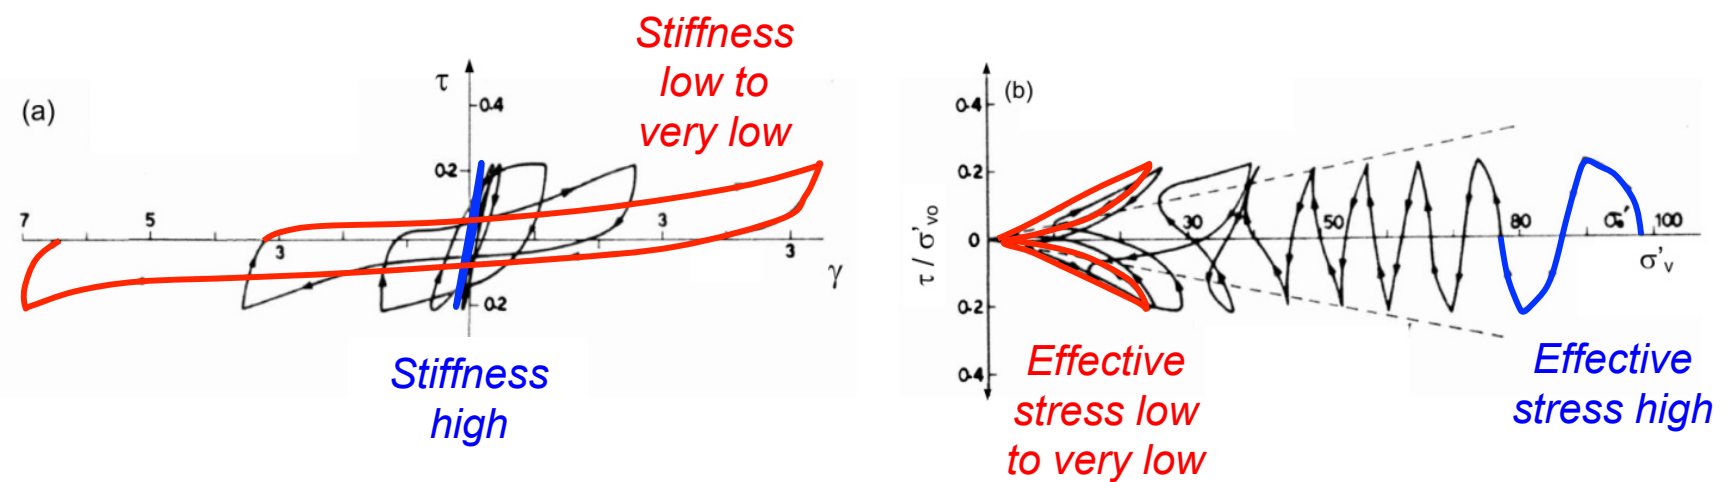 Stiffness
low to
very low
(a)
τ
0.4
0.2
7 5 3 3 3
γ
0.2
Stiffness
high
(b)
0.4
0.2
0
0.2
0.4
τ / σ'vo
30 50 80 100
σ'v
Effective
stress low
to very low
Effective
stress high